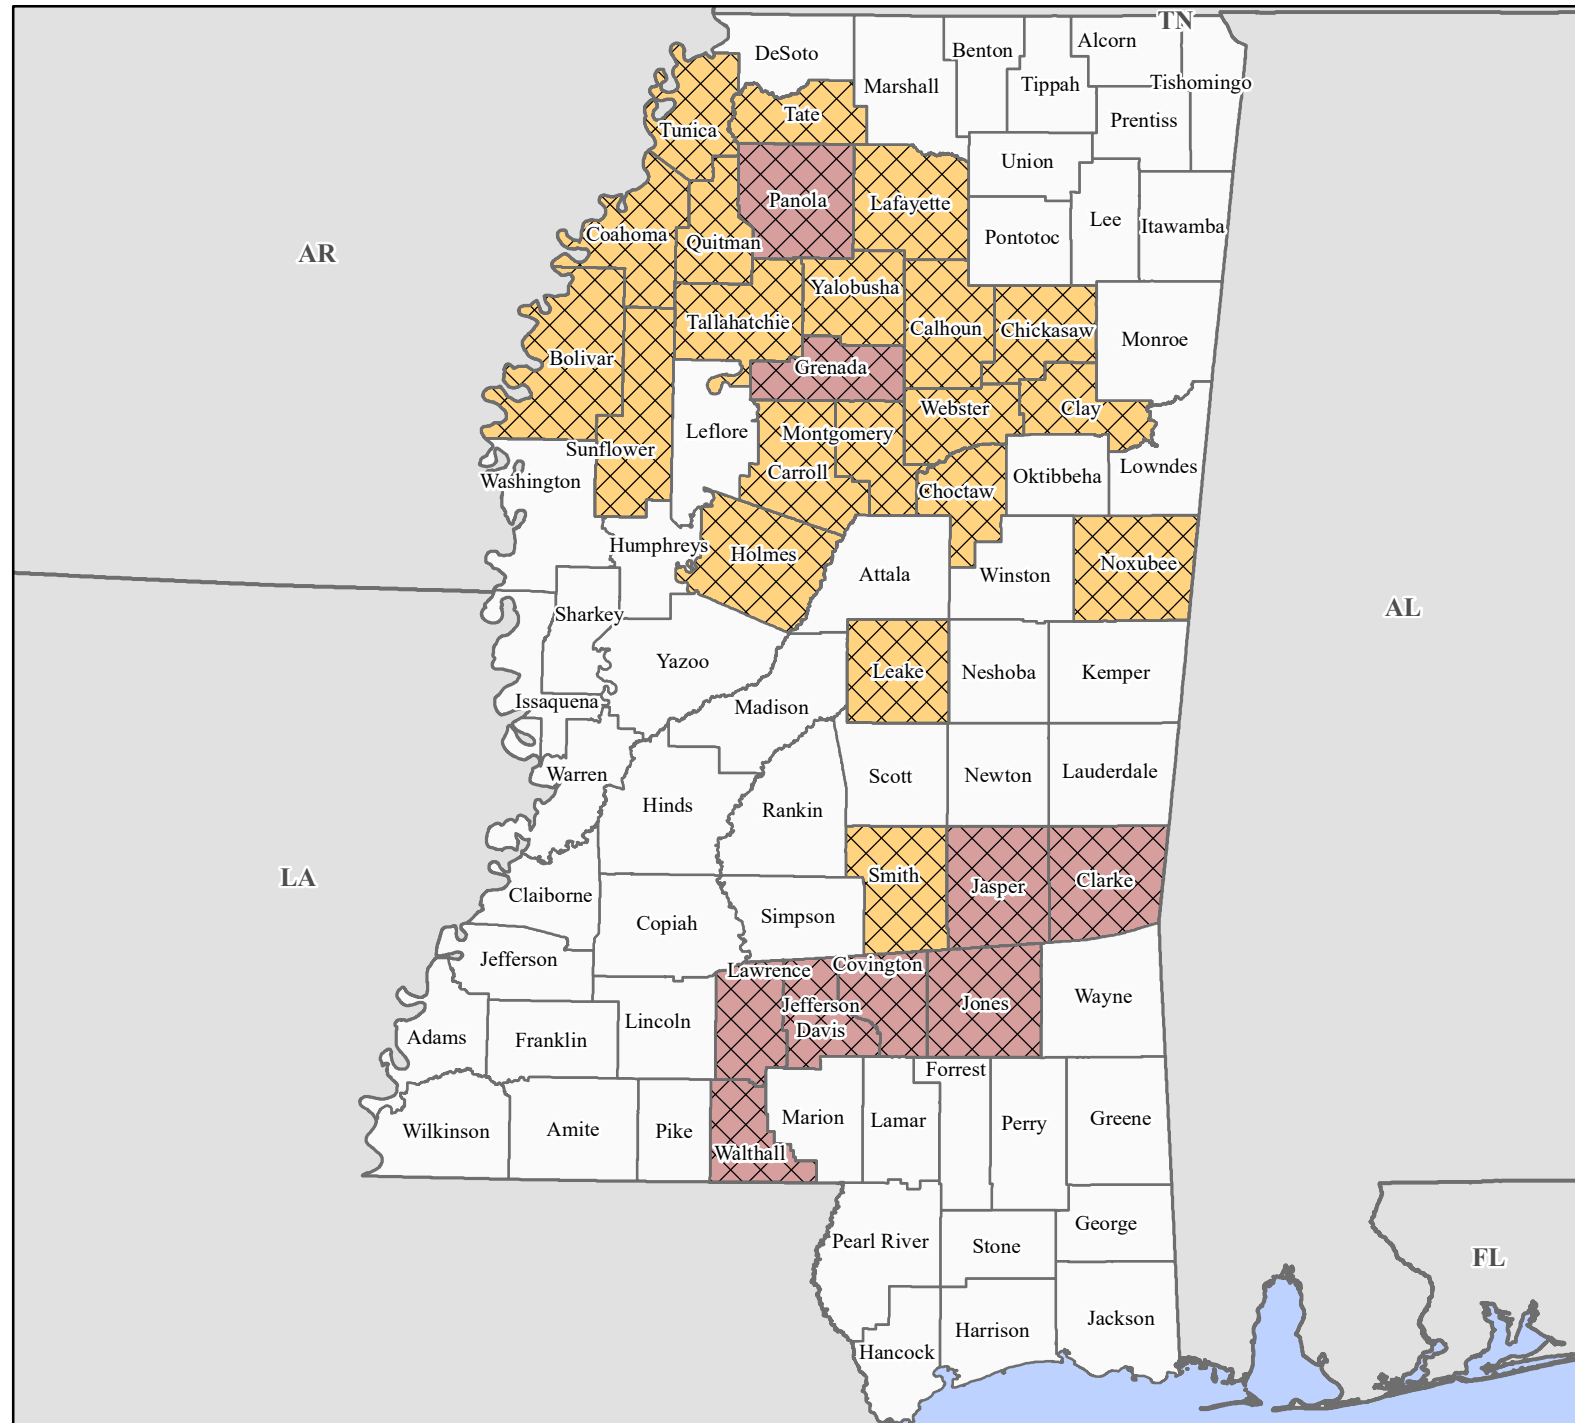 TN
DeSoto
Benton
Alcorn
Marshall
Tippah
Tishomingo
Tate
Prentiss
Tunica
Union
Panola
Lafayette
Lee
Itawamba
Coahoma
Quitman
Pontotoc
AR
Yalobusha
Tallahatchie
Calhoun
Chickasaw
Monroe
Bolivar
Grenada
Webster
Clay
Leflore
Montgomery
Sunflower
Lowndes
Washington
Carroll
Oktibbeha
Choctaw
Humphreys
Holmes
Noxubee
Attala
Winston
AL
Sharkey
Yazoo
Leake
Neshoba
Kemper
Issaquena
Madison
Warren
Scott
Newton
Lauderdale
Hinds
Rankin
LA
Smith
Jasper
Clarke
Claiborne
Copiah
Simpson
Jefferson
Lawrence
Covington
Jefferson
Davis
Jones
Wayne
Lincoln
Adams
Franklin
Forrest
Marion
Lamar
Perry
Greene
Wilkinson
Amite
Pike
Walthall
George
Pearl River
Stone
FL
Harrison
Jackson
Hancock